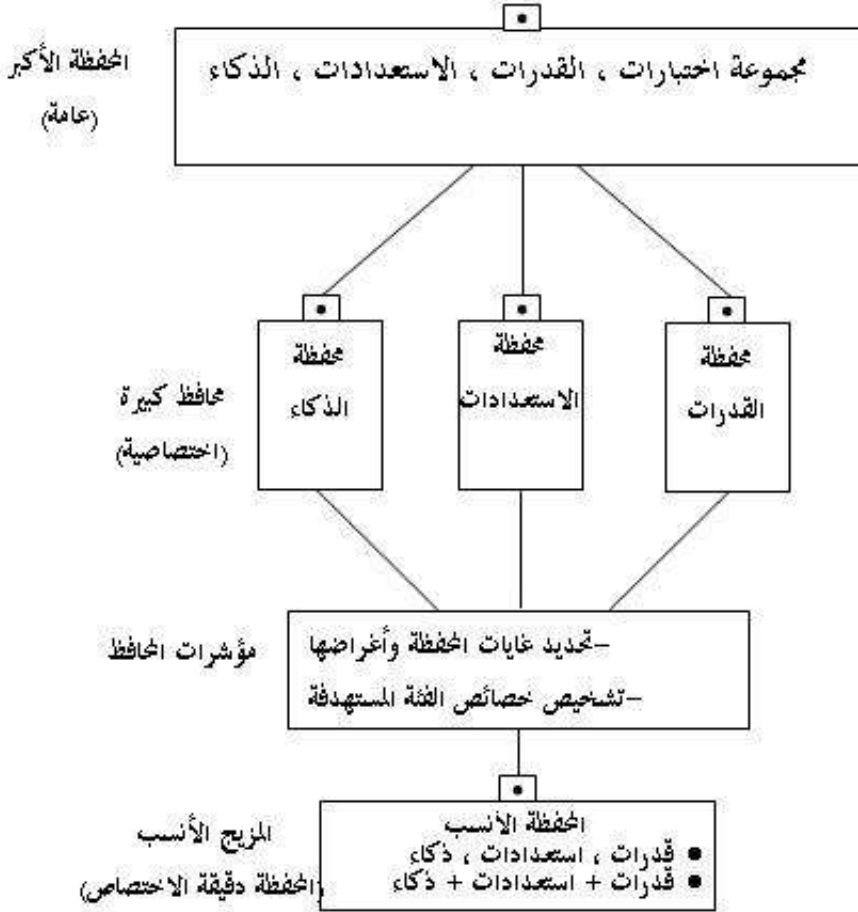 المحفظة الأكبر
(عامة)
مجموعة اختبارات ، القدرات ، الاستعدادات ، الذكاء
محفظة
القدرات
محفظة
الاستعدادات
محفظة
الذكاء
محافظ كبيرة
(اختصاصية)
مؤشرات المحافظ
–تحديد غايات المحفظة وأغراضها
–تشخيص خصائص الفئة المستهدفة
المزيج الأنسب
(المحفظة دقيقة الاختصاص)
المحفظة الأنسب
● قدرات ، استعدادات ، ذكاء
● قدرات + استعدادات + ذكاء